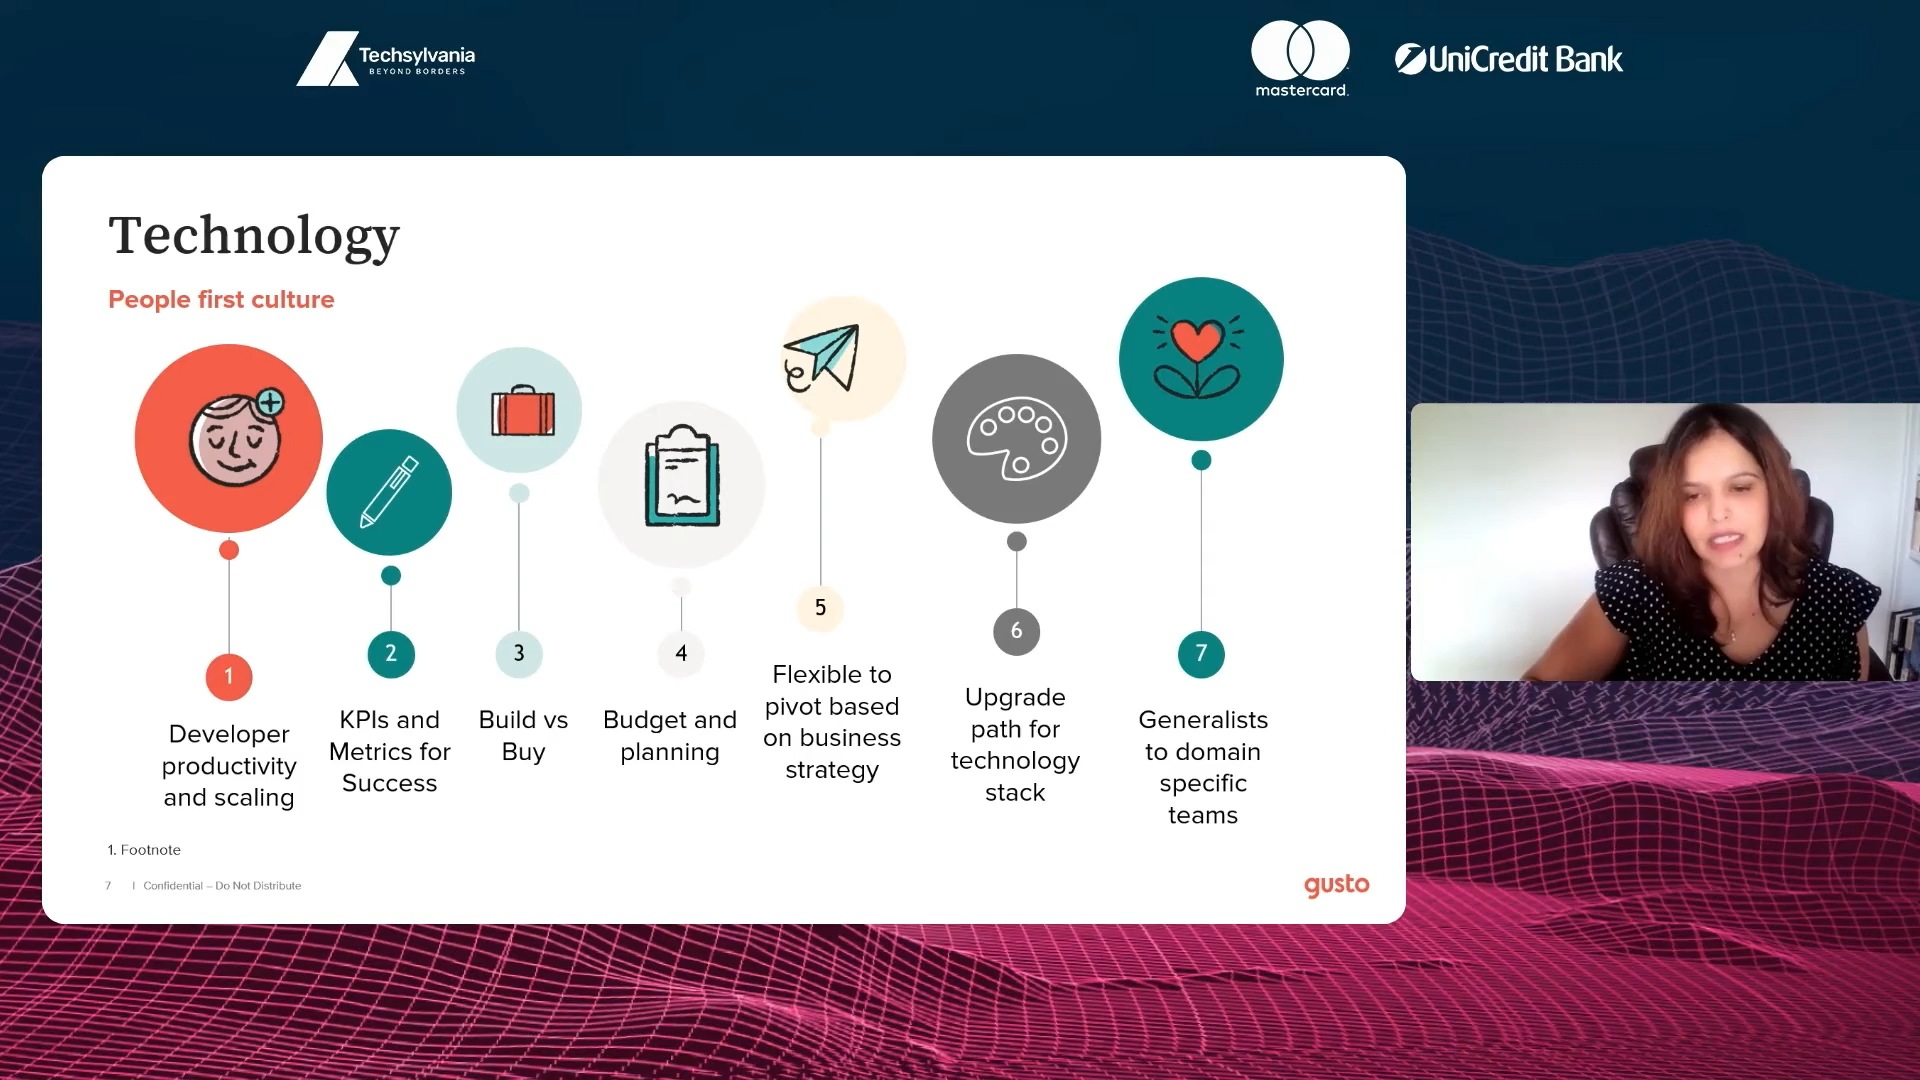 Techsylvania
BEYOND BORDERS
mastercard.
UniCredit Bank
Technology
People first culture
1
Developer
productivity
and scaling
2
KPIs and
Metrics for
Success
3
Build vs
Buy
4
Budget and
planning
5
Flexible to
pivot based
on business
strategy
6
Upgrade
path for
technology
stack
7
Generalists
to domain
specific
teams
1. Footnote
7 | Confidential – Do Not Distribute
gusto